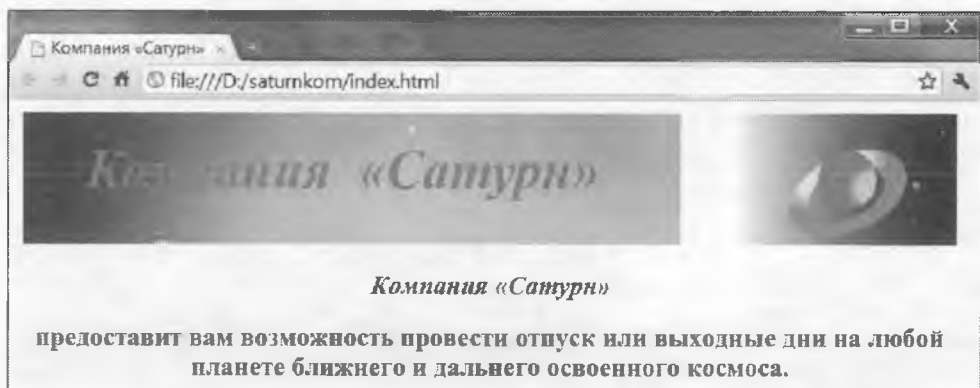 Компания «Сатурн»
file:///D:/saturnkom/index.html
Компания «Сатурн»
Компания «Сатурн»
предоставит вам возможность провести отпуск или выходные дни на любой
планете ближнего и дальнего освоенного космоса.